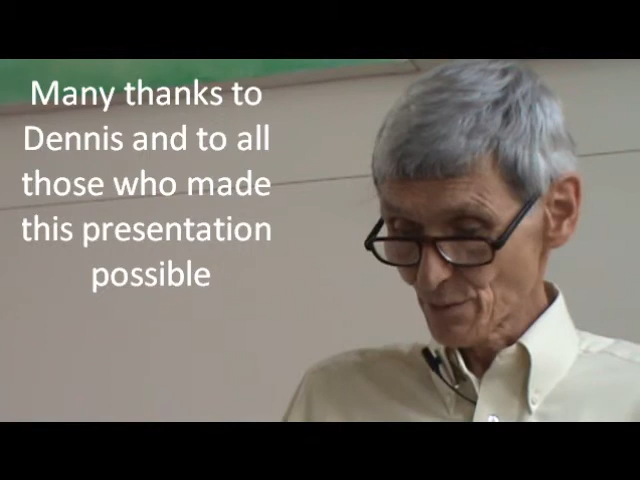 Many thanks to
Dennis and to all
those who made
this presentation
possible